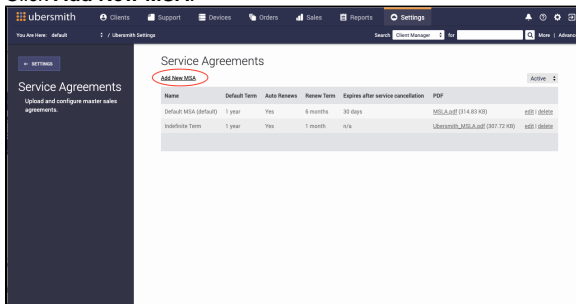 Click Add New MSA.
ubersmith Clients Support Devices Orders Sales Reports Settings
You Are Here: default / Ubersmith Settings Search Client Manager for More | Advanc
← SETTINGS
Service Agreements
Upload and configure master sales
agreements.
Service Agreements
Add New MSA
Active
Name Default Term Auto Renews Renew Term Expires after service cancellation PDF
Default MSA (default) 1 year Yes 6 months 30 days MSLA.pdf (314.83 KB) edit | delete
Indefinite Term 1 year Yes 1 month n/a Ubersmith_MSLA.pdf (307.72 KB) edit | delete